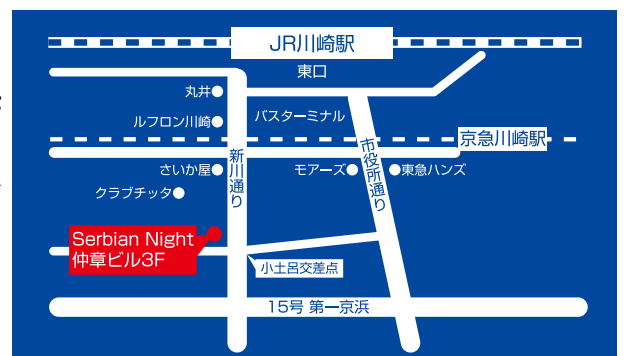 JR川崎駅
東口
丸井
バスターミナル
ルフロン川崎
京急川崎駅
さいか屋
新川通り
モアーズ
市役所通り
東急ハンズ
クラブチッタ
Serbian Night
仲章ビル3F
小土呂交差点
15号 第一京浜